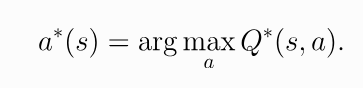 a*(s) = arg max_a Q*(s, a).